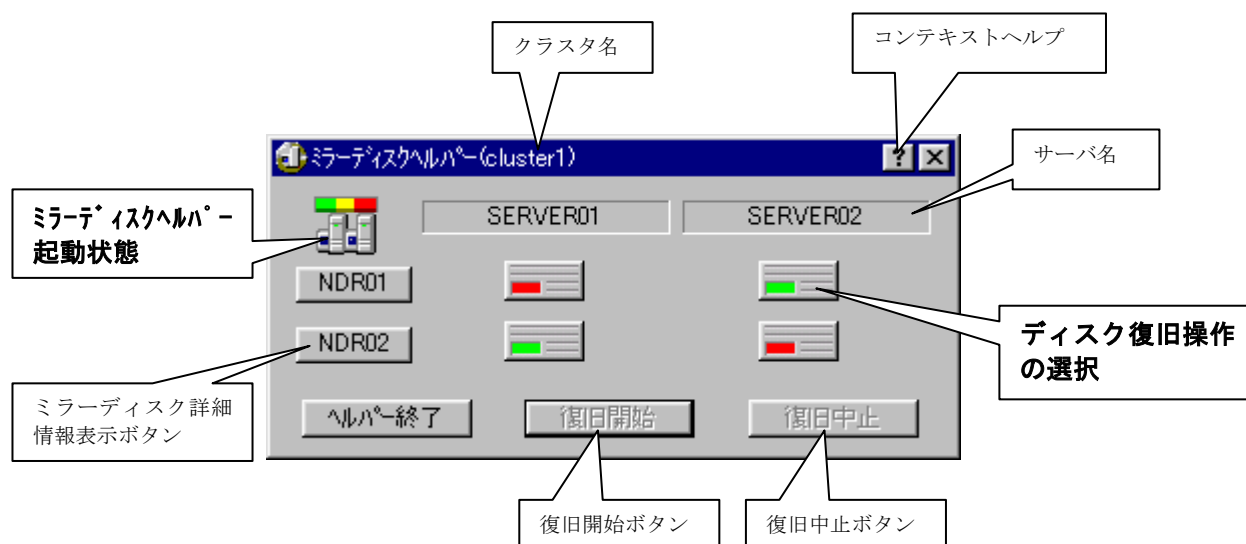 クラスタ名
コンテキストヘルプ
ﾐﾗｰﾃﾞｨｽｸﾍﾙﾊﾟｰ(cluster1)
サーバ名
ﾐﾗｰﾃﾞｨｽｸﾍﾙﾊﾟｰ
起動状態
SERVER01
SERVER02
NDR01
NDR02
ディスク復旧操作
の選択
ミラーディスク詳細
情報表示ボタン
ﾍﾙﾊﾟｰ終了
復旧開始
復旧中止
復旧開始ボタン
復旧中止ボタン